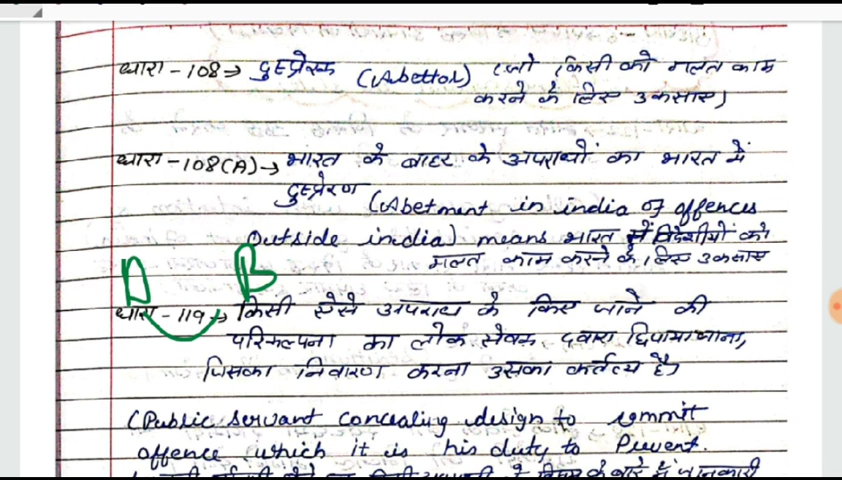 धारा - 108 → दुष्प्रेरक (Abettor) (जो किसी को गलत काम
करने के लिए उकसाए)
धारा - 108(A) → भारत के बाहर के अपराधों का भारत में
दुष्प्रेरण (Abetment in india of offences
outside india) means भारत में विदेशीयों को
गलत काम करने के लिए उकसाए
D B
धारा - 119 → किसी ऐसे अपराध के किए जाने की
परिकल्पना का लोक सेवक द्वारा छिपाया जाना,
जिसका निवारण करना उसका कर्तव्य है)
(Public servant concealing design to commit
offence which it is his duty to Prevent.
के बारे में जानकारी